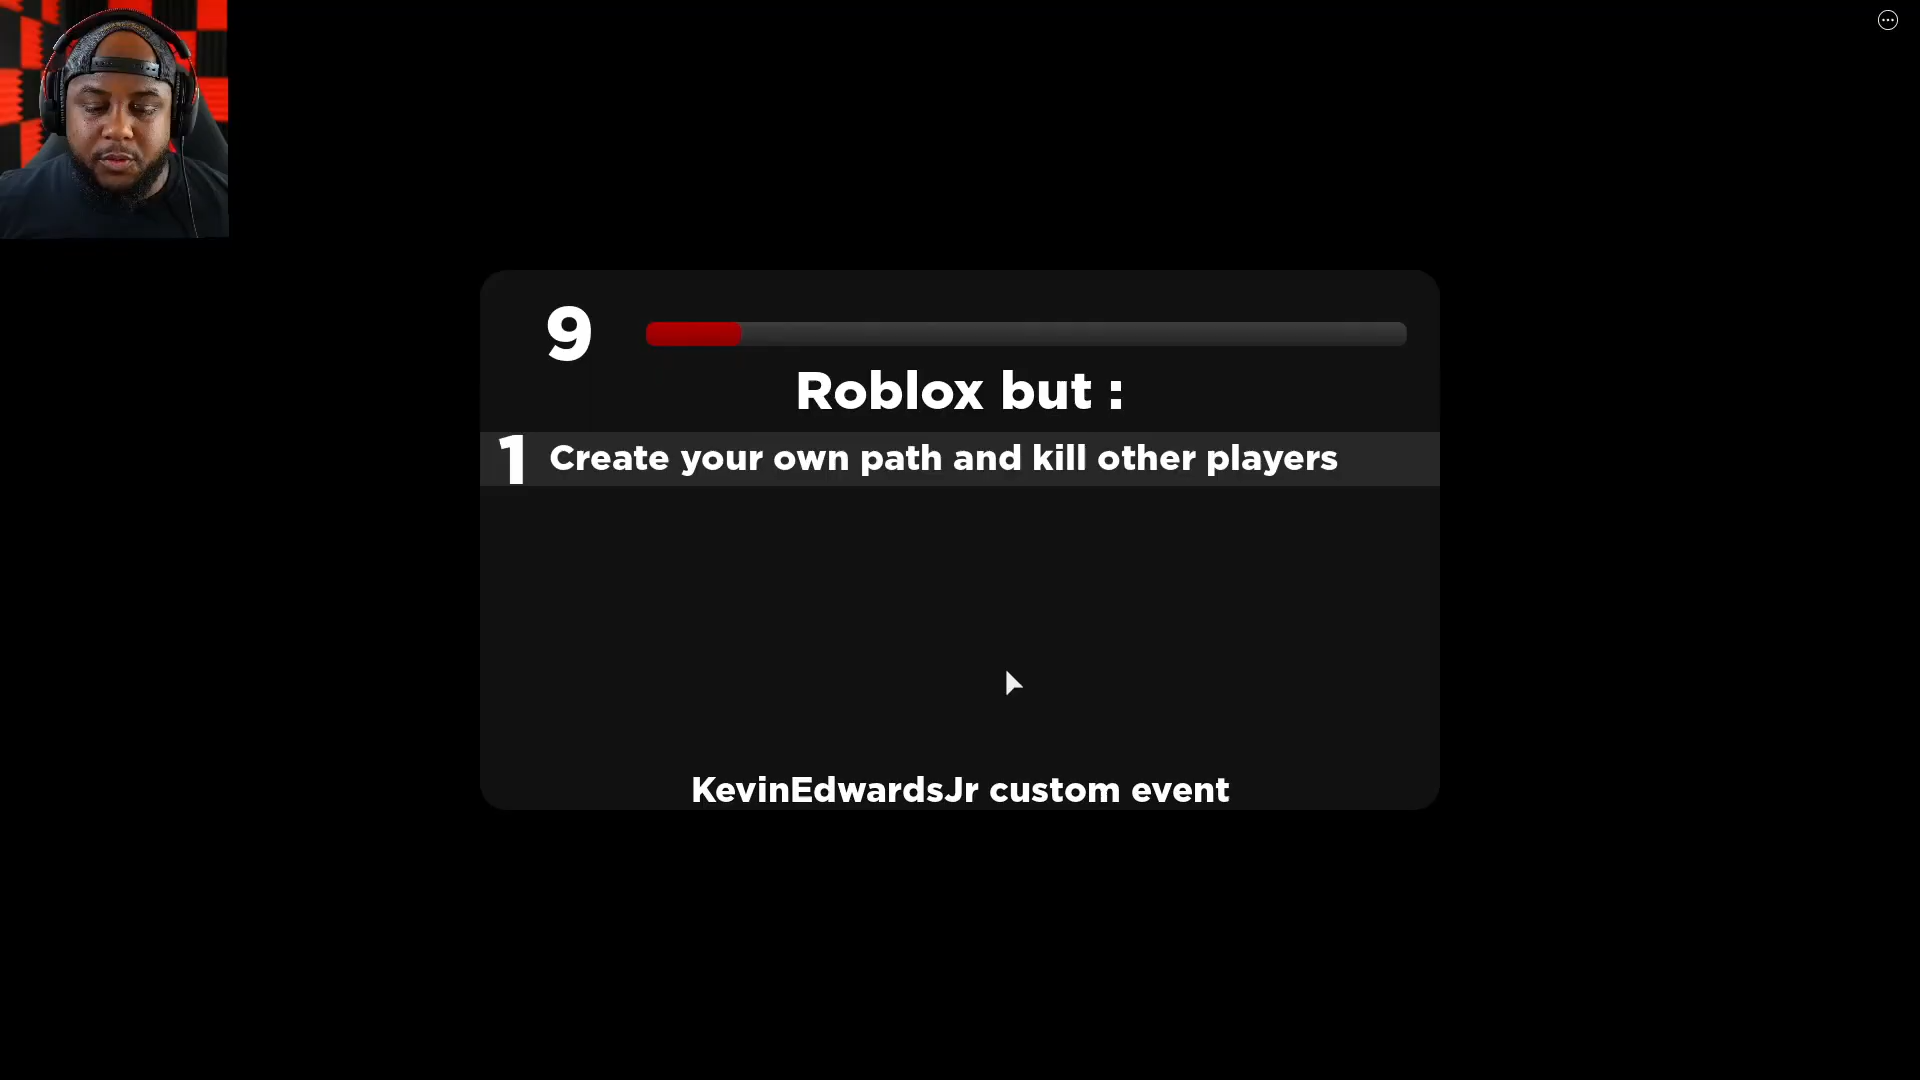 9
Roblox but :
1 Create your own path and kill other players
KevinEdwardsJr custom event